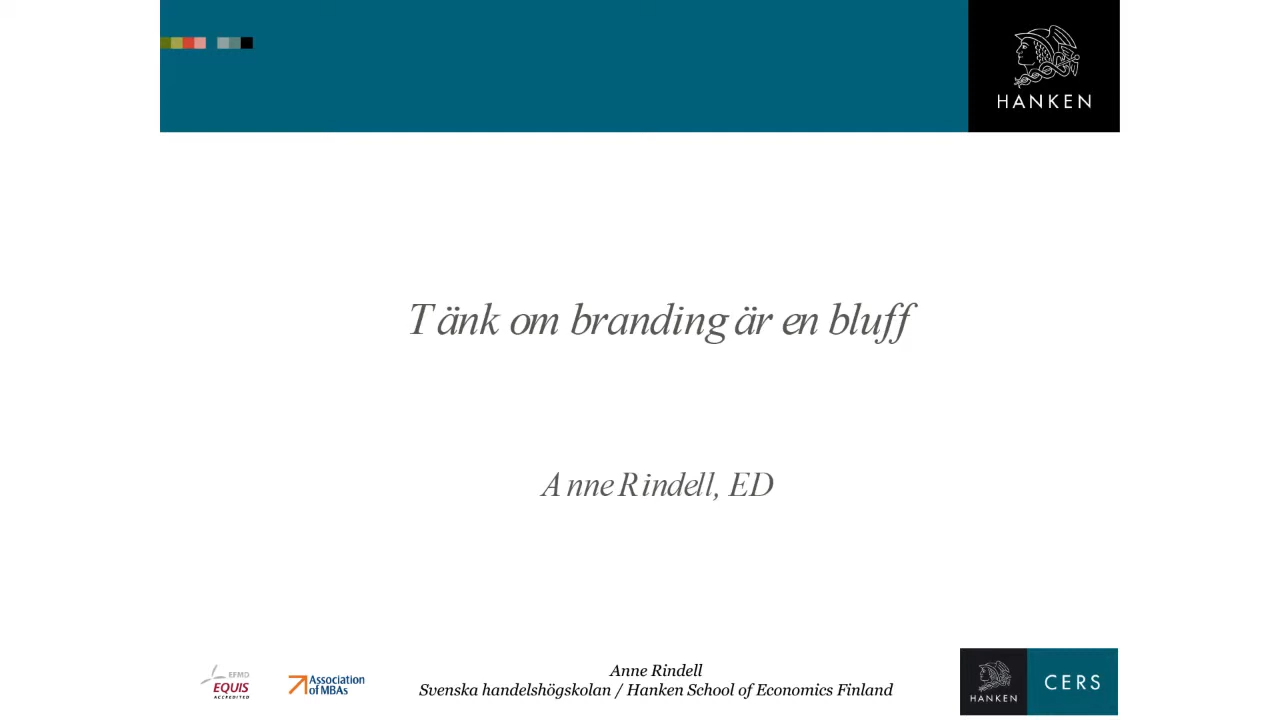 HANKEN
Tänk om branding är en bluff
Anne Rindell, ED
EFMD
EQUIS
ACCREDITED
Association
of MBAs
Anne Rindell
Svenska handelshögskolan / Hanken School of Economics Finland
HANKEN
CERS